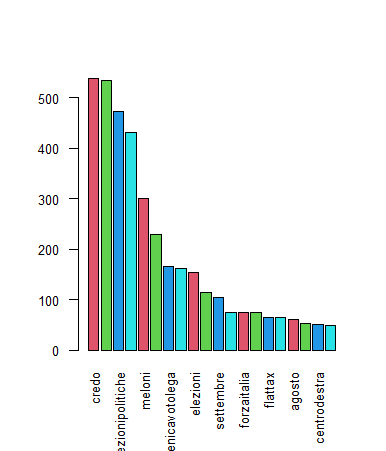 500
400
300
200
100
0
credo
ezionipolitiche
meloni
enicavotolega
elezioni
settembre
forzaitalia
flattax
agosto
centrodestra